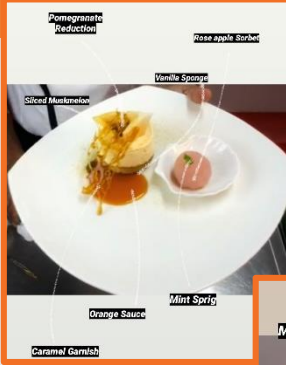 Pomegranate
Reduction
Rose apple Sorbet
Vanilla Sponge
Sliced Muskmelon
Mint Sprig
Orange Sauce
M
Caramel Garnish